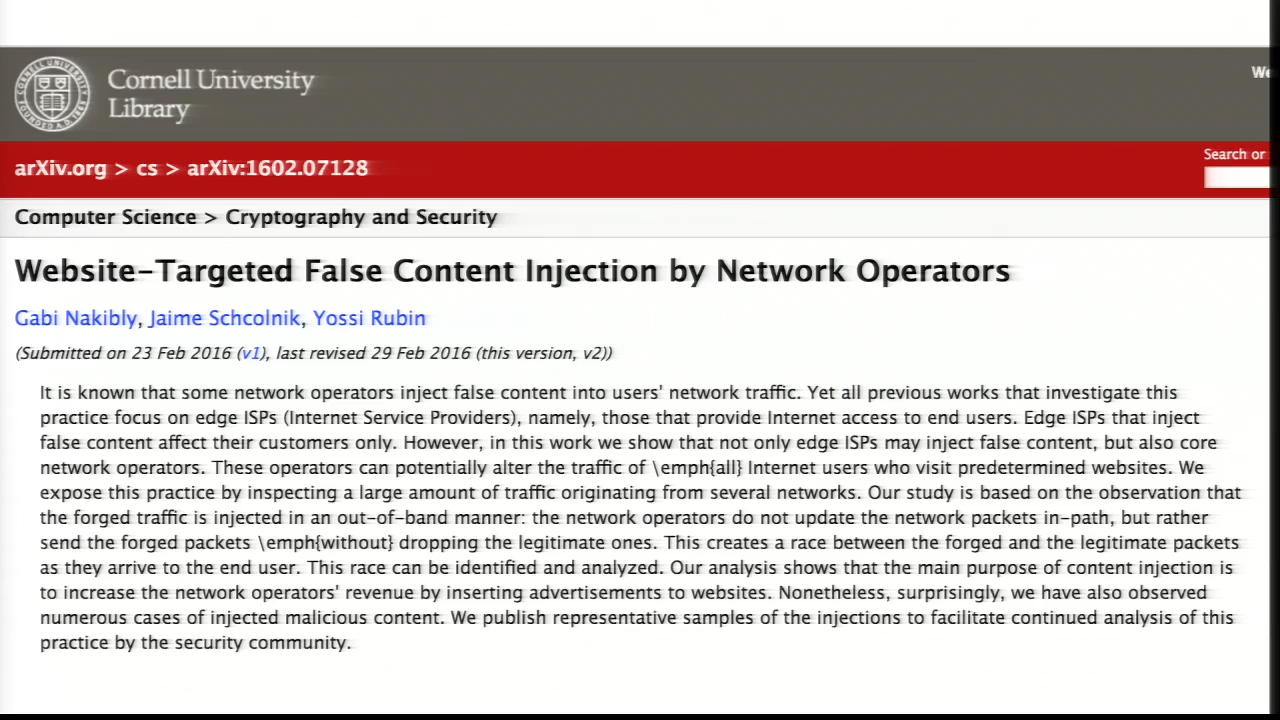 Cornell University
Library
We
arXiv.org > cs > arXiv:1602.07128
Search or
Computer Science > Cryptography and Security
Website-Targeted False Content Injection by Network Operators
Gabi Nakibly, Jaime Schcolnik, Yossi Rubin
(Submitted on 23 Feb 2016 (v1), last revised 29 Feb 2016 (this version, v2))
It is known that some network operators inject false content into users' network traffic. Yet all previous works that investigate this
practice focus on edge ISPs (Internet Service Providers), namely, those that provide Internet access to end users. Edge ISPs that inject
false content affect their customers only. However, in this work we show that not only edge ISPs may inject false content, but also core
network operators. These operators can potentially alter the traffic of \emph{all} Internet users who visit predetermined websites. We
expose this practice by inspecting a large amount of traffic originating from several networks. Our study is based on the observation that
the forged traffic is injected in an out-of-band manner: the network operators do not update the network packets in-path, but rather
send the forged packets \emph{without} dropping the legitimate ones. This creates a race between the forged and the legitimate packets
as they arrive to the end user. This race can be identified and analyzed. Our analysis shows that the main purpose of content injection is
to increase the network operators' revenue by inserting advertisements to websites. Nonetheless, surprisingly, we have also observed
numerous cases of injected malicious content. We publish representative samples of the injections to facilitate continued analysis of this
practice by the security community.